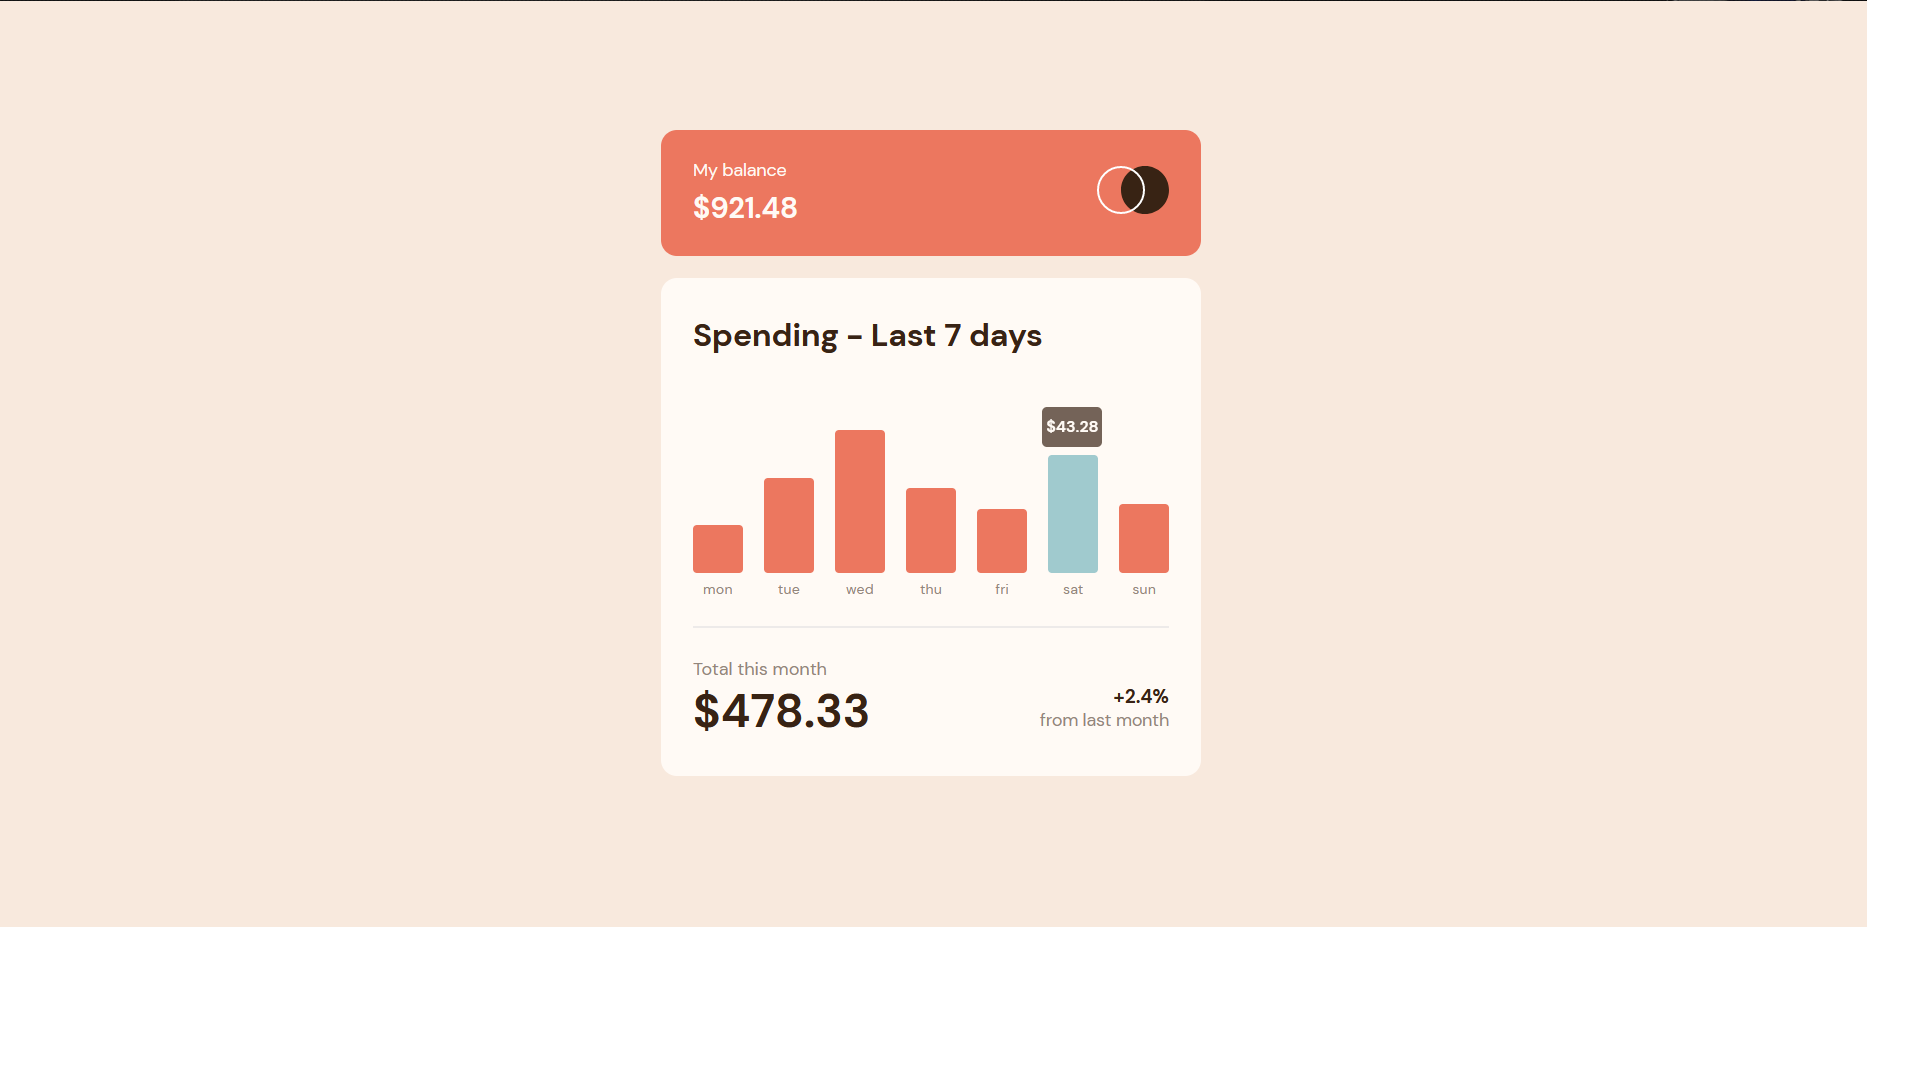 My balance
$921.48
Spending - Last 7 days
$43.28
mon tue wed thu fri sat sun
Total this month
$478.33
+2.4%
from last month